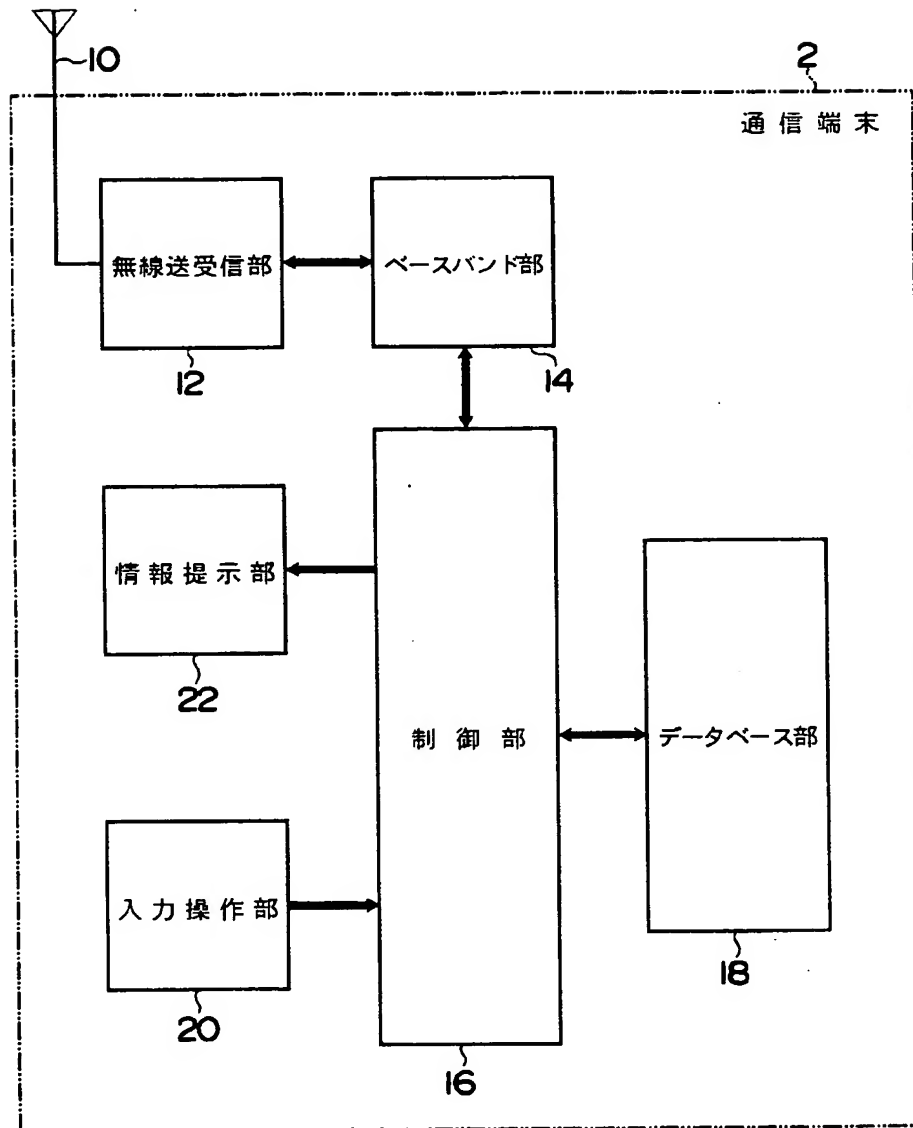 10
2
通信端末
無線送受信部
ベースバンド部
12
14
情報提示部
22
制御部
データベース部
入力操作部
18
20
16